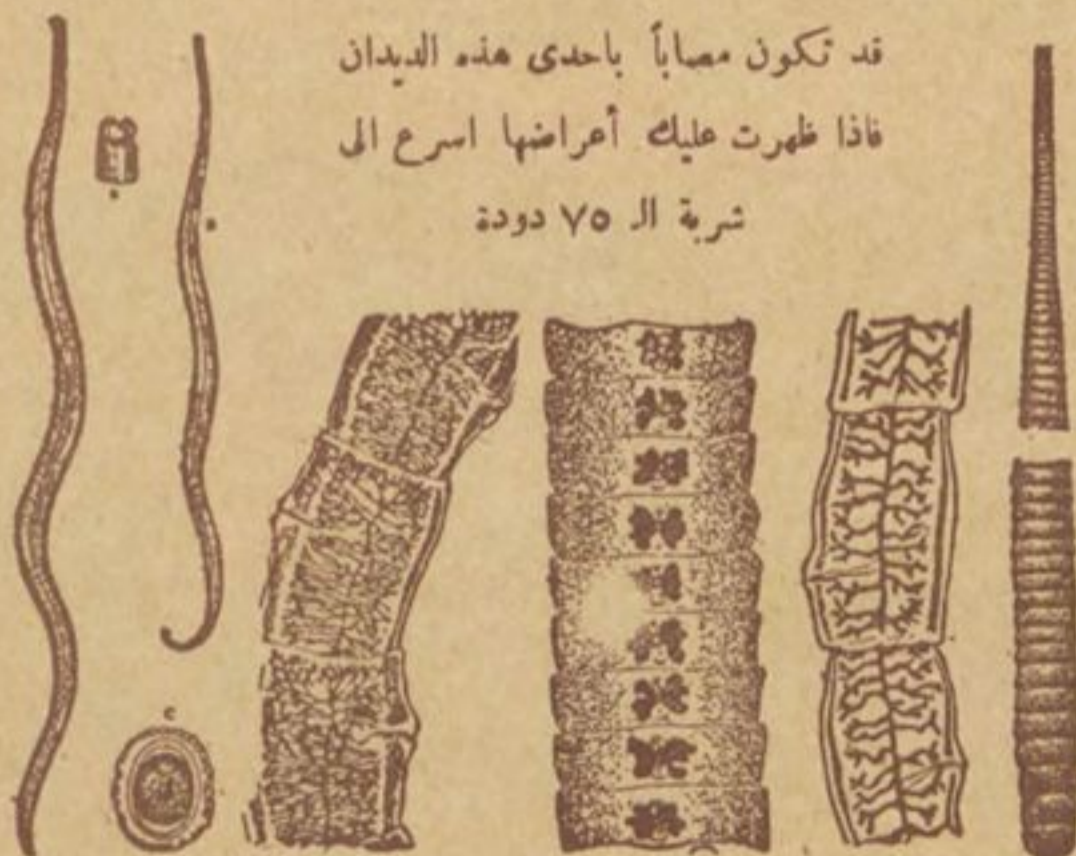 قد تكون مصاباً باحدى هذه الديدان
فاذا ظهرت عليك أعراضها اسرع الى
شربة الـ ٧٥ دودة